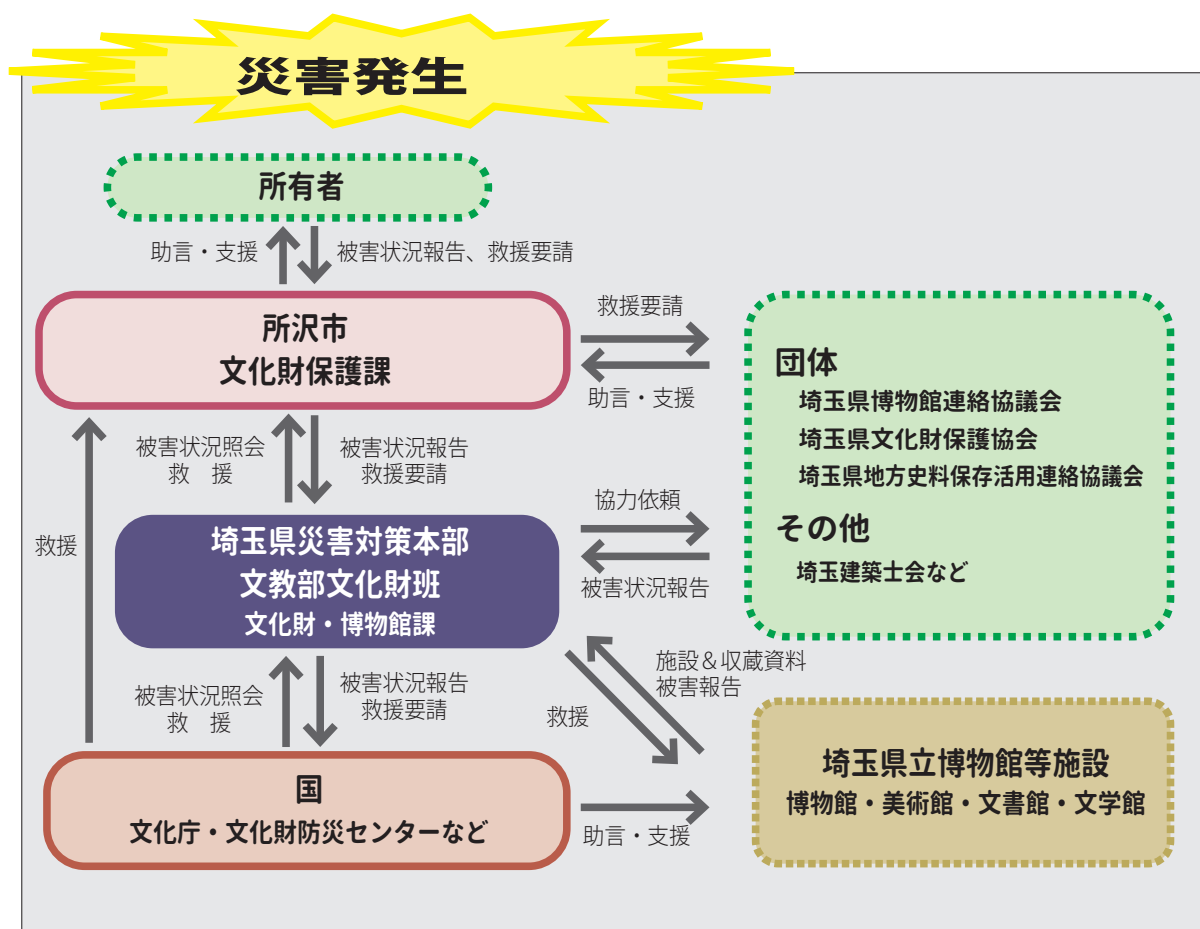 災害発生
所有者
助言・支援
被害状況報告、救援要請
所沢市
文化財保護課
救援要請
助言・支援
団体
埼玉県博物館連絡協議会
埼玉県文化財保護協会
埼玉県地方史料保存活用連絡協議会
その他
埼玉建築士会など
被害状況照会
救　援
被害状況報告
救援要請
救援
埼玉県災害対策本部
文教部文化財班
文化財・博物館課
協力依頼
被害状況報告
施設＆収蔵資料
被害報告
救援
被害状況照会
救　援
被害状況報告
救援要請
国
文化庁・文化財防災センターなど
助言・支援
埼玉県立博物館等施設
博物館・美術館・文書館・文学館